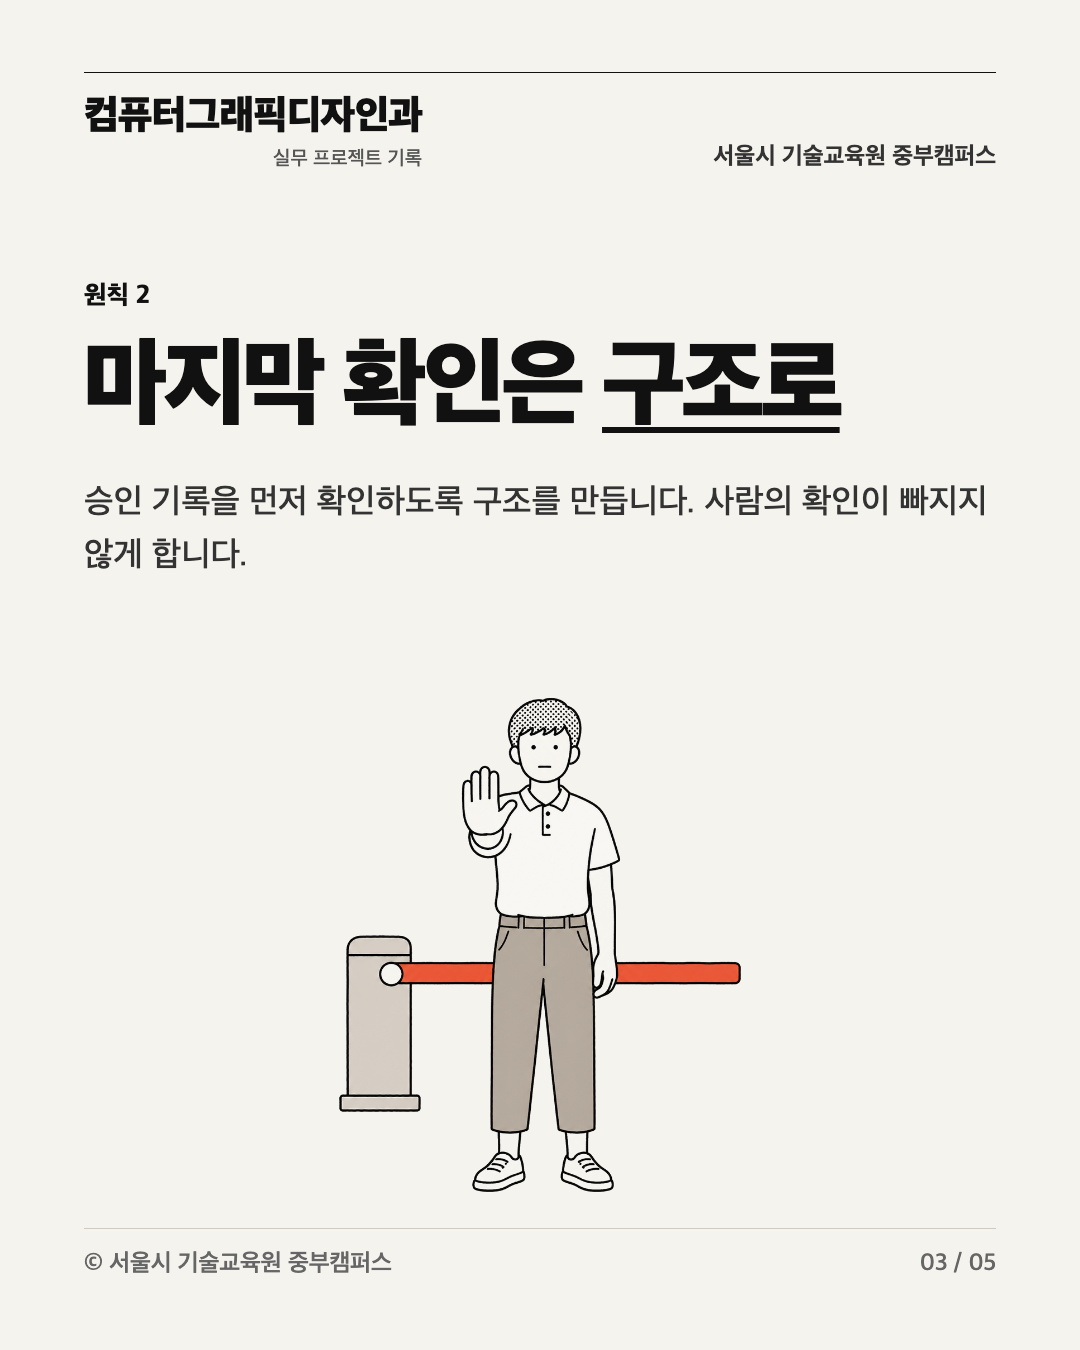 컴퓨터그래픽디자인과
실무 프로젝트 기록
서울시 기술교육원 중부캠퍼스
원칙 2
마지막 확인은 구조로
승인 기록을 먼저 확인하도록 구조를 만듭니다. 사람의 확인이 빠지지
않게 합니다.
© 서울시 기술교육원 중부캠퍼스
03 / 05